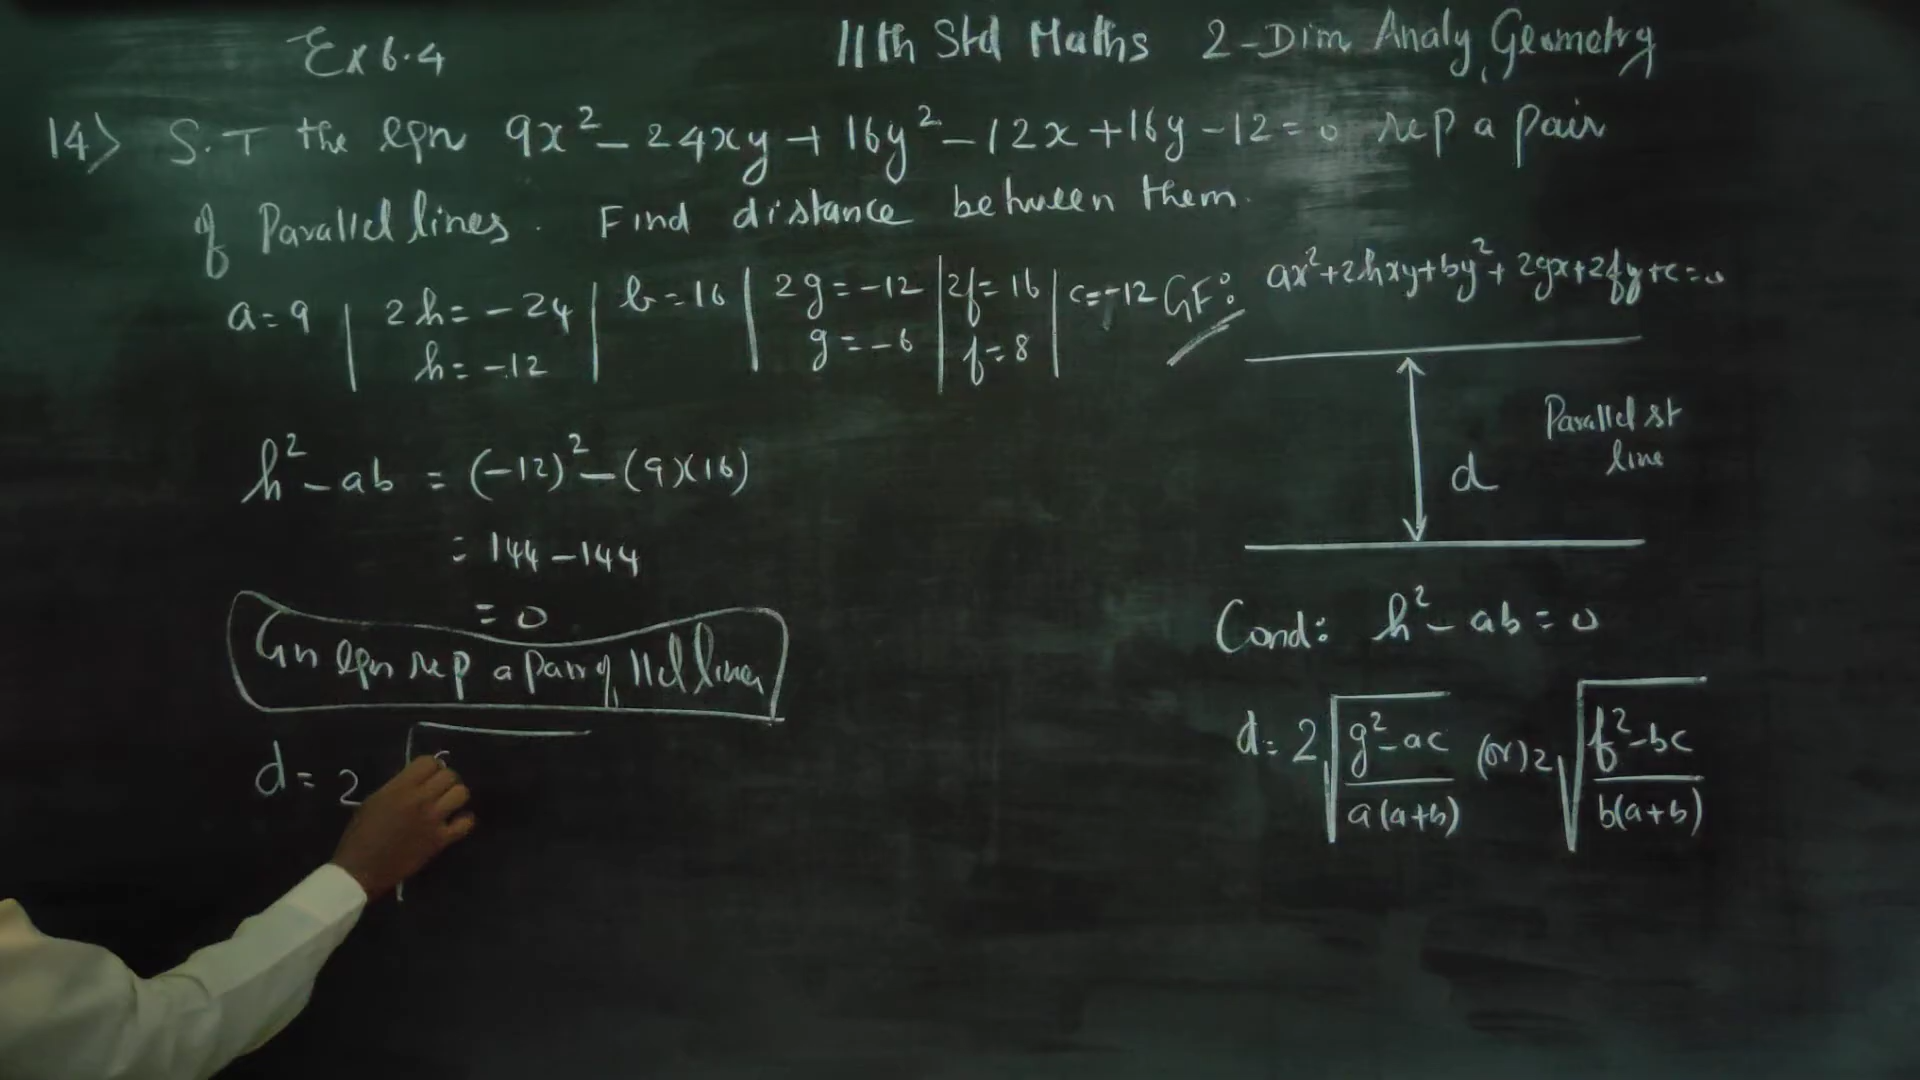 Ex 6.4
11th Std Maths 2-Dim Analy. Geometry
14) S.T the eqn 9x² - 24xy + 16y² - 12x + 16y - 12 = 0 rep a pair
of Parallel lines. Find distance between them.
a = 9 | 2h = -24 | b = 16 | 2g = -12 | 2f = 16 | c = -12
h = -12 g = -6 f = 8
GF: ax² + 2hxy + by² + 2gx + 2fy + c = 0
h² - ab = (-12)² - (9)(16)
= 144 - 144
= 0
Gn eqn rep a pair of llel lines
d = 2 √
Parallel st
line
d
Cond: h² - ab = 0
d = 2 √(g² - ac / a(a+b)) (or) 2 √(f² - bc / b(a+b))